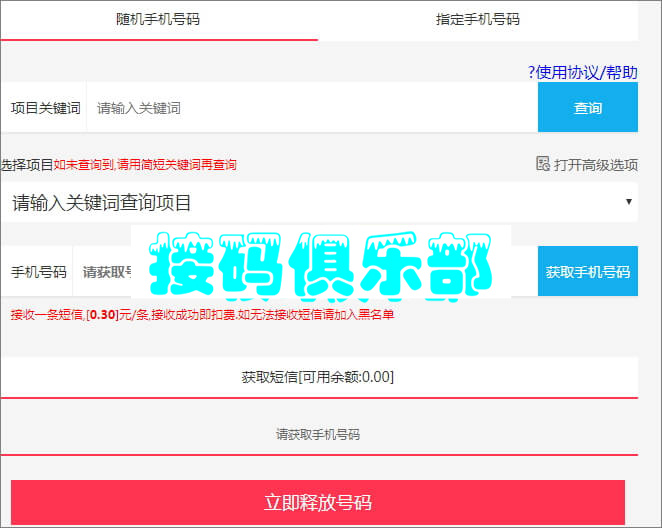 随机手机号码 指定手机号码
?使用协议/帮助
项目关键词 请输入关键词 查询
选择项目如未查询到,请用简短关键词再查询 打开高级选项
请输入关键词查询项目
接码俱乐部
手机号码 请获取号 获取手机号码
接收一条短信,[0.30]元/条,接收成功即扣费.如无法接收短信请加入黑名单
获取短信[可用余额:0.00]
请获取手机号码
立即释放号码